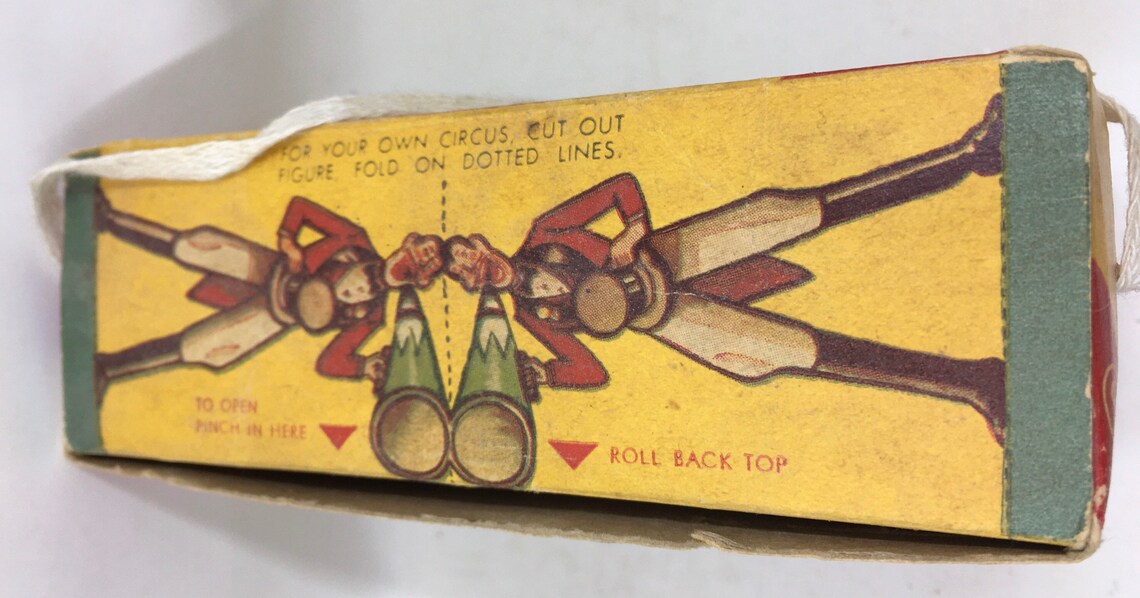 FOR YOUR OWN CIRCUS, CUT OUT
FIGURE, FOLD ON DOTTED LINES.
TO OPEN
PINCH IN HERE
ROLL BACK TOP